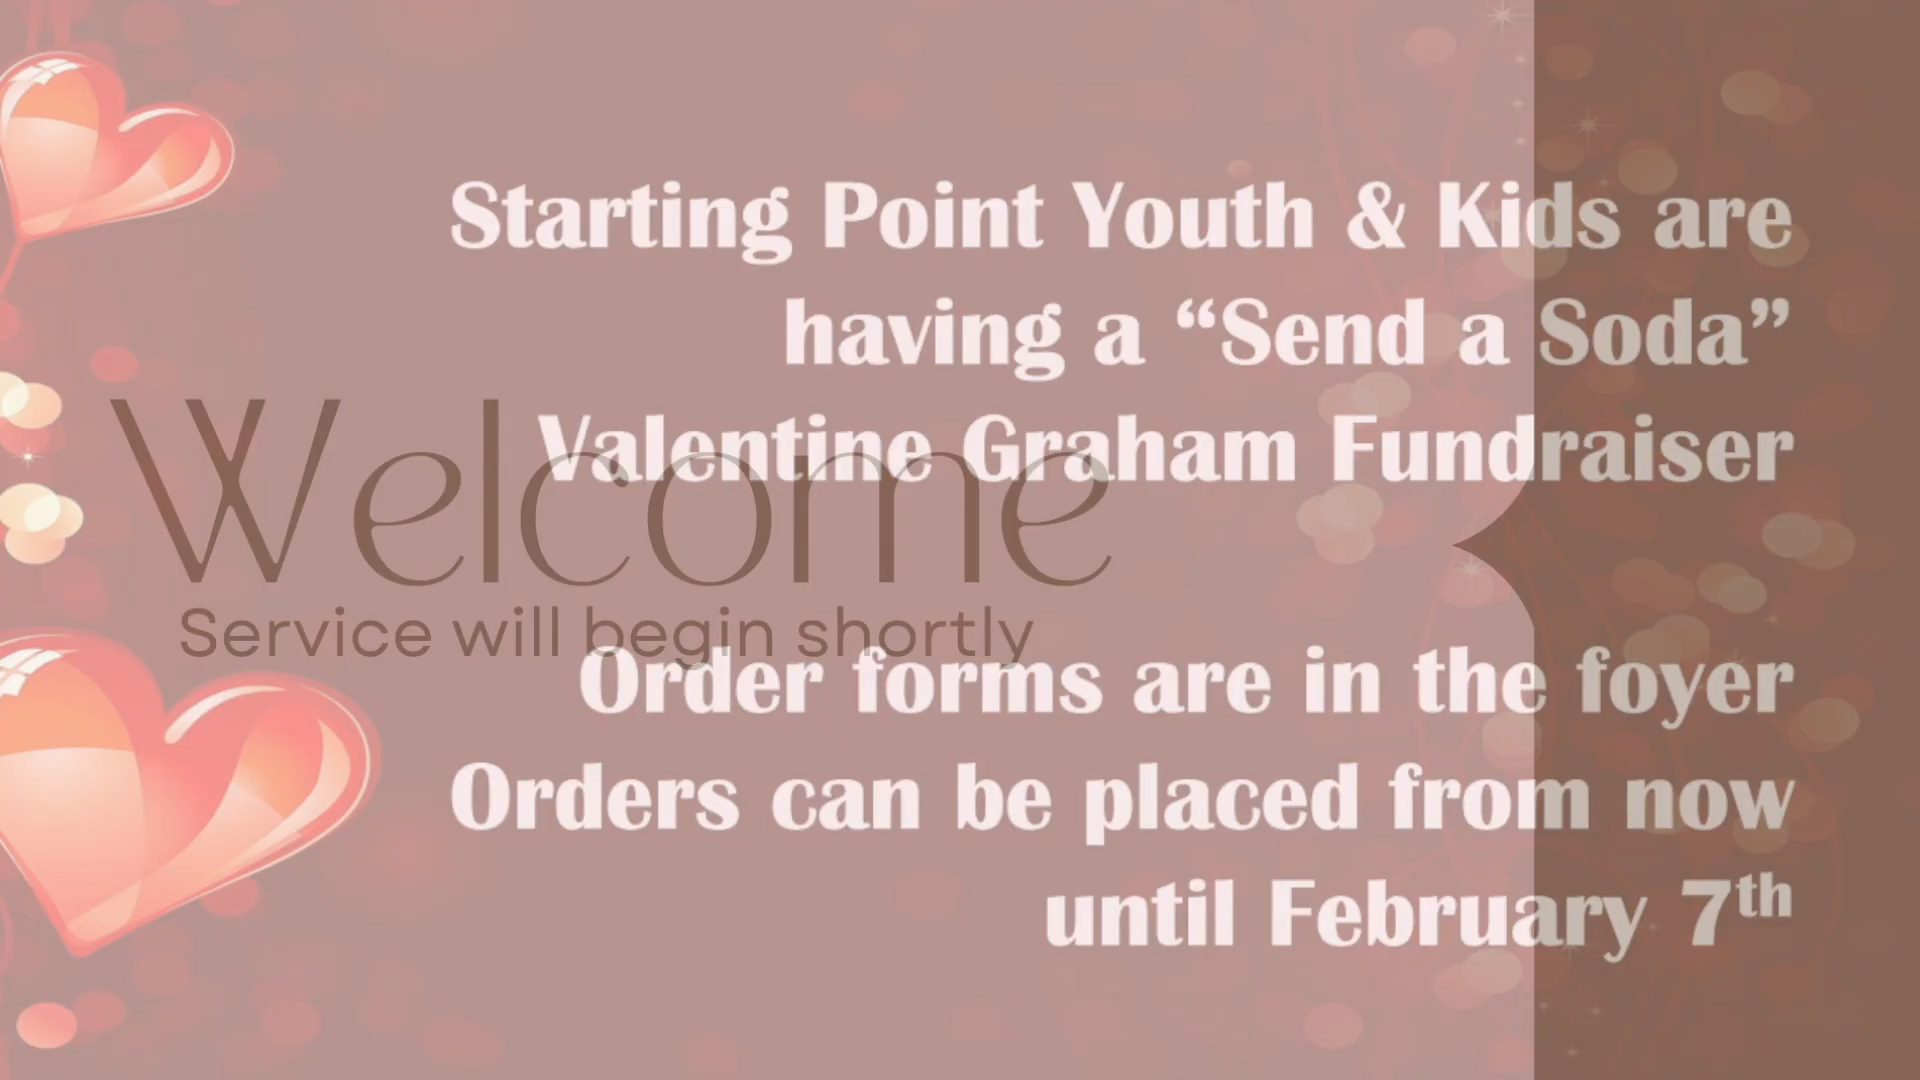 Starting Point Youth & Kids are
having a “Send a Soda”
Valentine Graham Fundraiser
Welcome
Service will begin shortly
Order forms are in the foyer
Orders can be placed from now
until February 7th